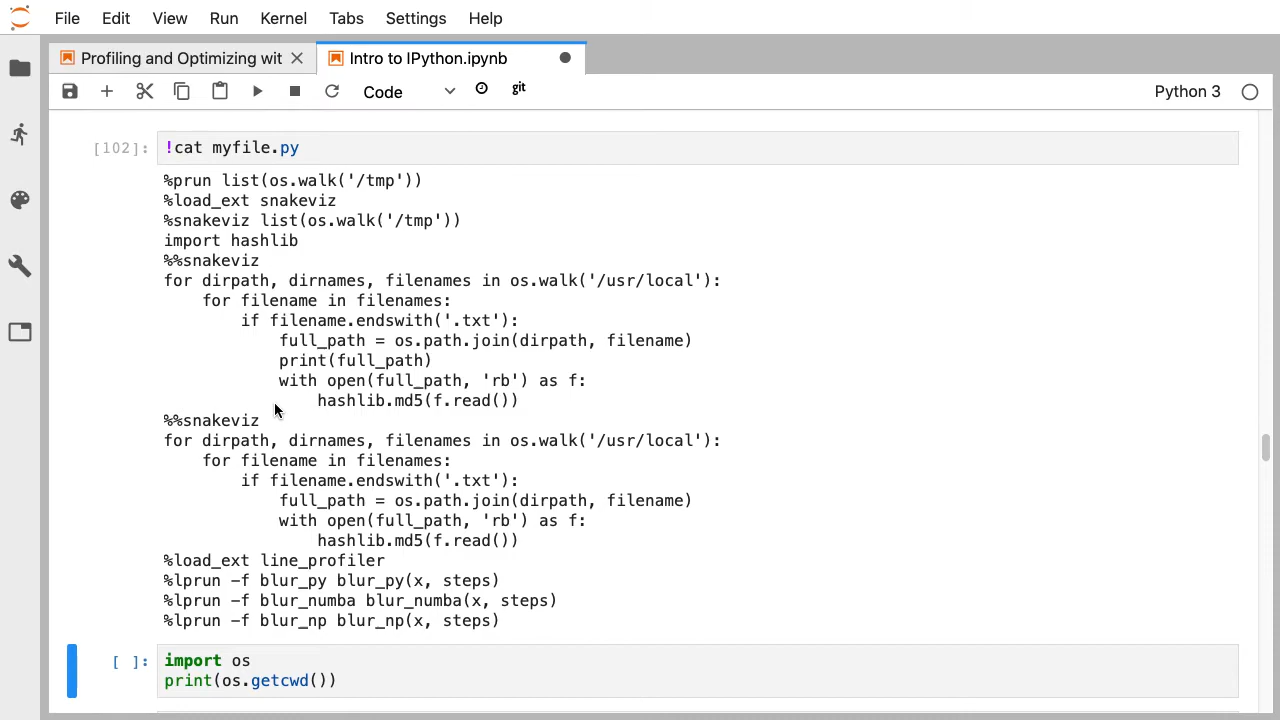 File Edit View Run Kernel Tabs Settings Help
Profiling and Optimizing wit
Intro to IPython.ipynb
Code
git
Python 3
[102]:
!cat myfile.py
%prun list(os.walk('/tmp'))
%load_ext snakeviz
%snakeviz list(os.walk('/tmp'))
import hashlib
%%snakeviz
for dirpath, dirnames, filenames in os.walk('/usr/local'):
    for filename in filenames:
        if filename.endswith('.txt'):
            full_path = os.path.join(dirpath, filename)
            print(full_path)
            with open(full_path, 'rb') as f:
                hashlib.md5(f.read())
%%snakeviz
for dirpath, dirnames, filenames in os.walk('/usr/local'):
    for filename in filenames:
        if filename.endswith('.txt'):
            full_path = os.path.join(dirpath, filename)
            with open(full_path, 'rb') as f:
                hashlib.md5(f.read())
%load_ext line_profiler
%lprun -f blur_py blur_py(x, steps)
%lprun -f blur_numba blur_numba(x, steps)
%lprun -f blur_np blur_np(x, steps)
[ ]:
import os
print(os.getcwd())